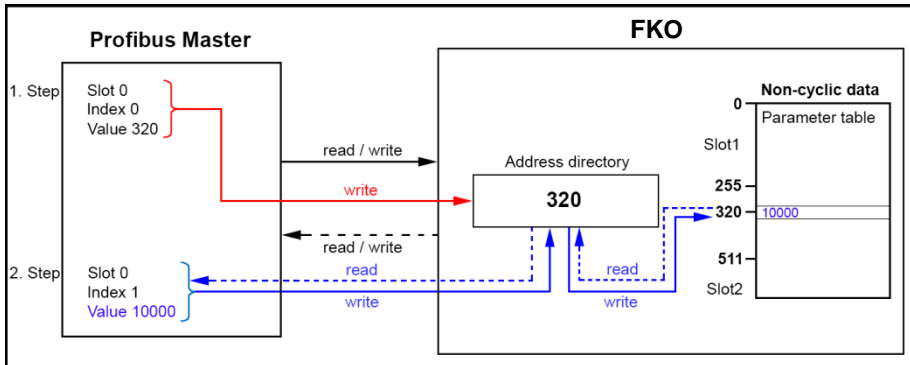 FKO
Profibus Master
1. Step
Slot 0
Index 0
Value 320
read / write
write
Address directory
320
read / write
2. Step
Slot 0
Index 1
Value 10000
read
write
read
write
Non-cyclic data
0
Parameter table
Slot1
255
320
10000
511
Slot2